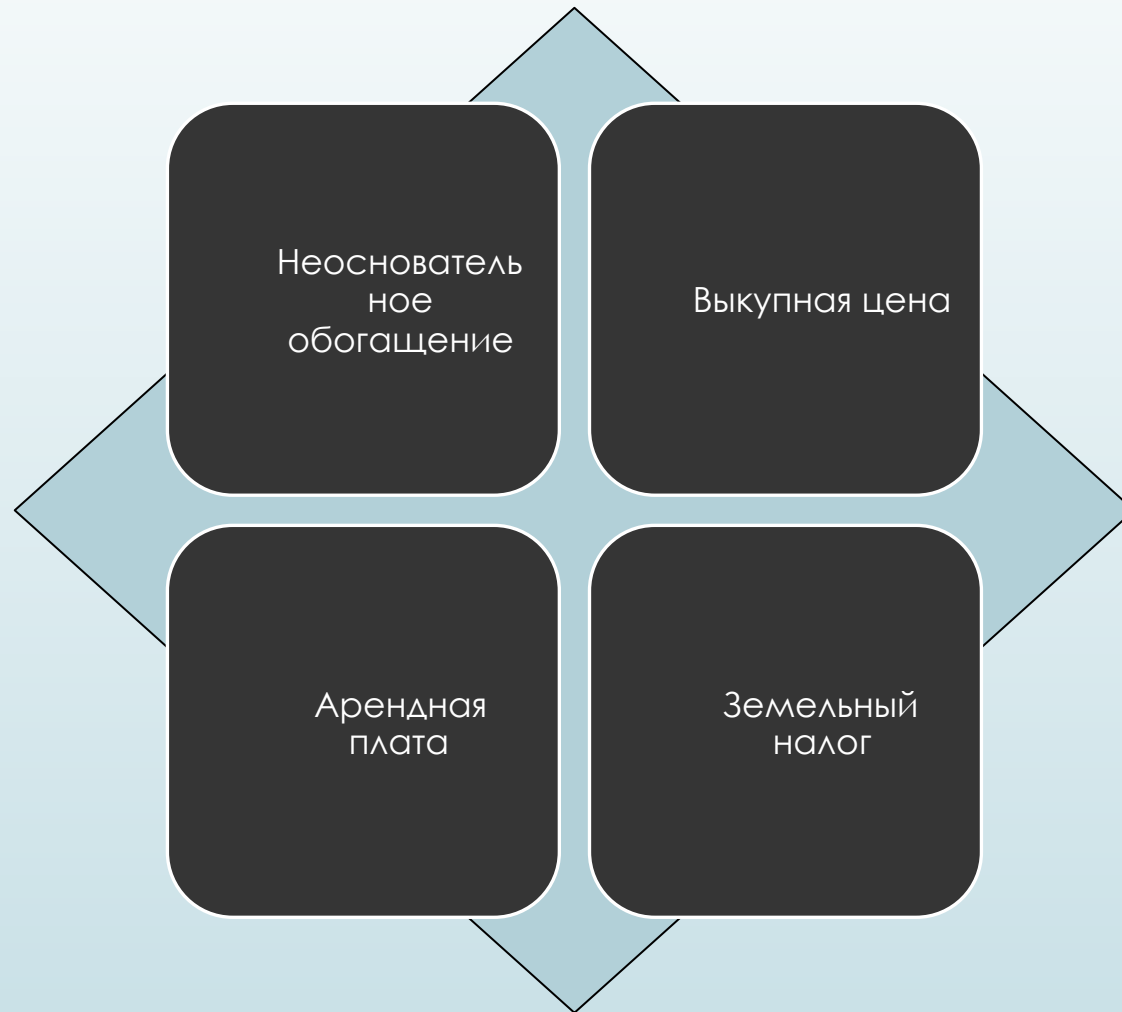 Неоснователь
ное
обогащение
Выкупная цена
Арендная
плата
Земельный
налог